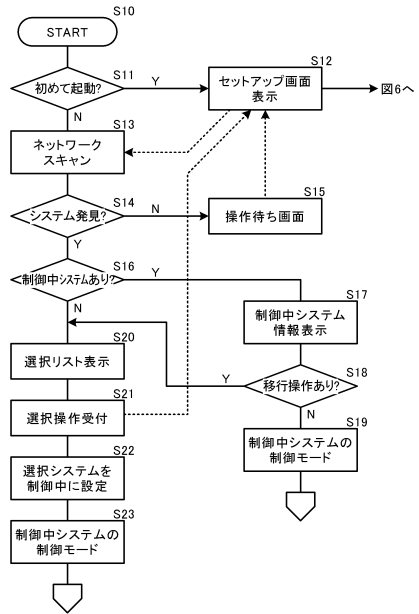 S10
START
S11
初めて起動?
Y
N
S12
セットアップ画面
表示
図6へ
S13
ネットワーク
スキャン
S14
システム発見?
N
Y
S15
操作待ち画面
S16
制御中システムあり?
Y
N
S17
制御中システム
情報表示
S18
移行操作あり?
Y
N
S19
制御中システムの
制御モード
S20
選択リスト表示
S21
選択操作受付
S22
選択システムを
制御中に設定
S23
制御中システムの
制御モード